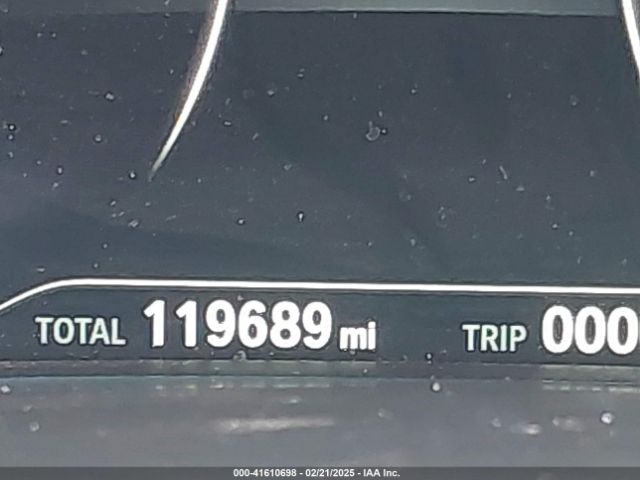 TOTAL 119689 mi TRIP 000
000-41610698 - 02/21/2025 - IAA Inc.